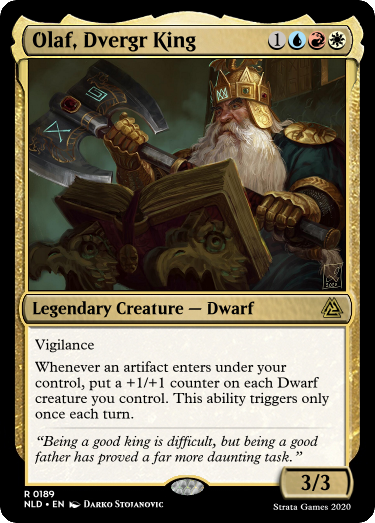 Olaf, Dvergr King 1
Legendary Creature — Dwarf
Vigilance
Whenever an artifact enters under your
control, put a +1/+1 counter on each Dwarf
creature you control. This ability triggers only
once each turn.
“Being a good king is difficult, but being a good
father has proved a far more daunting task.”
3/3
R 0189
NLD • EN Darko Stojanovic
Strata Games 2020